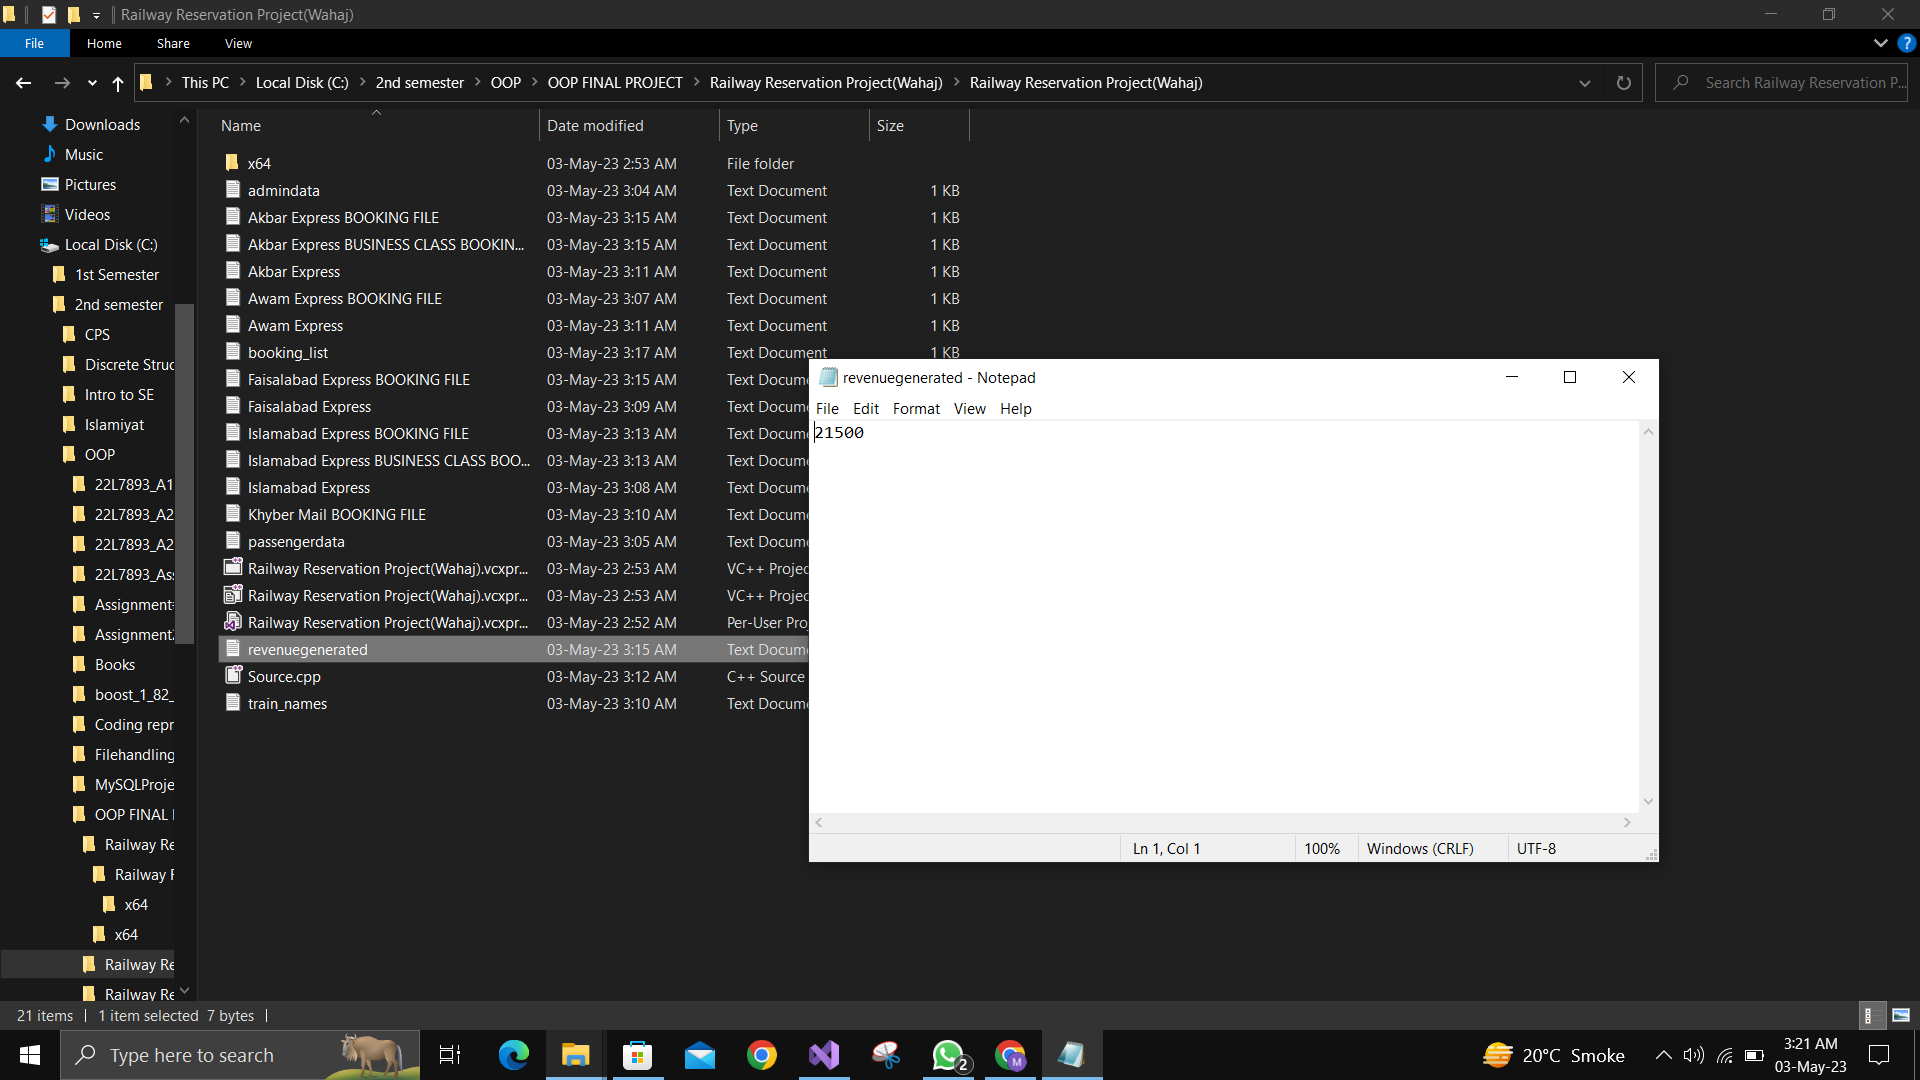 Railway Reservation Project(Wahaj)
File Home Share View
This PC Local Disk (C:) 2nd semester OOP OOP FINAL PROJECT Railway Reservation Project(Wahaj) Railway Reservation Project(Wahaj)
Search Railway Reservation P...
Downloads
Music
Pictures
Videos
Local Disk (C:)
1st Semester
2nd semester
CPS
Discrete Struc
Intro to SE
Islamiyat
OOP
22L7893_A1
22L7893_A2
22L7893_A2
22L7893_Ass
Assignment
Assignment2
Books
boost_1_82_
Coding repr
Filehandling
MySQLProje
OOP FINAL
Railway Re
Railway
x64
x64
Railway Re
Railway Re
Name Date modified Type Size
x64 03-May-23 2:53 AM File folder
admindata 03-May-23 3:04 AM Text Document 1 KB
Akbar Express BOOKING FILE 03-May-23 3:15 AM Text Document 1 KB
Akbar Express BUSINESS CLASS BOOKIN... 03-May-23 3:15 AM Text Document 1 KB
Akbar Express 03-May-23 3:11 AM Text Document 1 KB
Awam Express BOOKING FILE 03-May-23 3:07 AM Text Document 1 KB
Awam Express 03-May-23 3:11 AM Text Document 1 KB
booking_list 03-May-23 3:17 AM Text Document 1 KB
Faisalabad Express BOOKING FILE 03-May-23 3:15 AM Text Docum
Faisalabad Express 03-May-23 3:09 AM Text Docum
Islamabad Express BOOKING FILE 03-May-23 3:13 AM Text Docum
Islamabad Express BUSINESS CLASS BOO... 03-May-23 3:13 AM Text Docum
Islamabad Express 03-May-23 3:08 AM Text Docum
Khyber Mail BOOKING FILE 03-May-23 3:10 AM Text Docum
passengerdata 03-May-23 3:05 AM Text Docum
Railway Reservation Project(Wahaj).vcxpr... 03-May-23 2:53 AM VC++ Projec
Railway Reservation Project(Wahaj).vcxpr... 03-May-23 2:53 AM VC++ Projec
Railway Reservation Project(Wahaj).vcxpr... 03-May-23 2:52 AM Per-User Pro
revenuegenerated 03-May-23 3:15 AM Text Docum
Source.cpp 03-May-23 3:12 AM C++ Source
train_names 03-May-23 3:10 AM Text Docum
revenuegenerated - Notepad
File Edit Format View Help
21500
Ln 1, Col 1 100% Windows (CRLF) UTF-8
21 items 1 item selected 7 bytes
Type here to search
2
M
20°C Smoke
3:21 AM
03-May-23